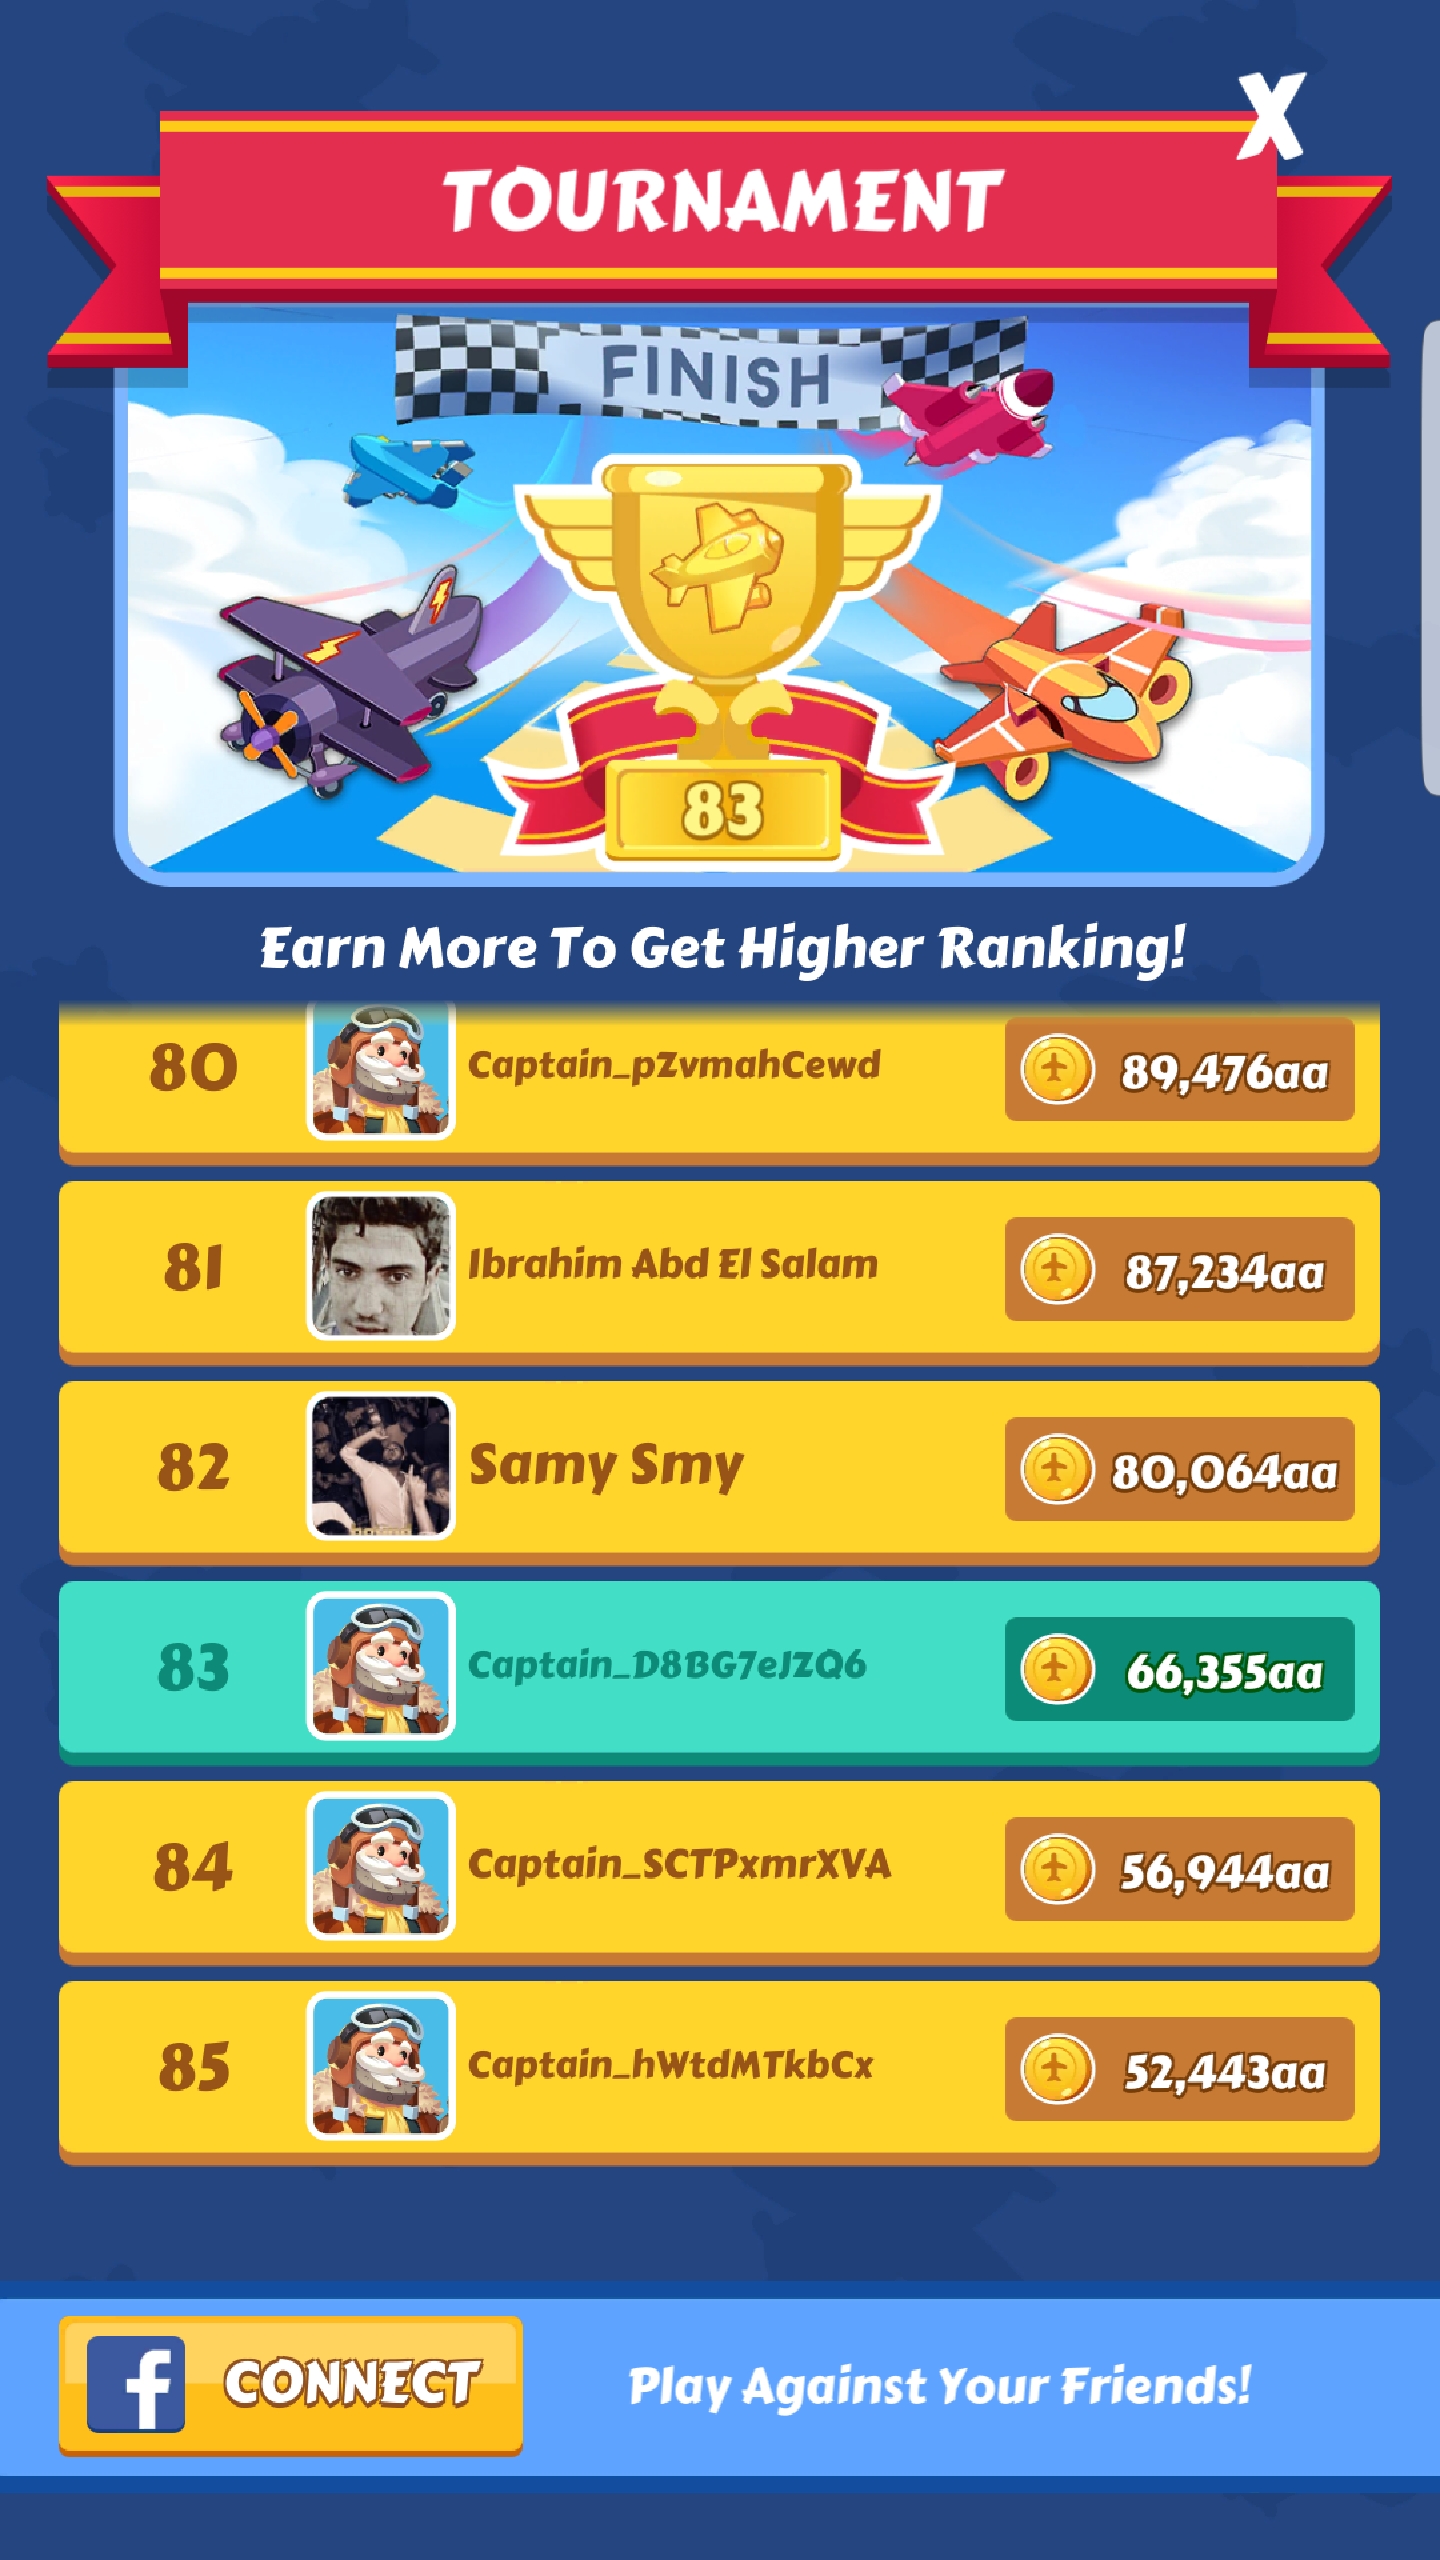 X
TOURNAMENT
FINISH
83
Earn More To Get Higher Ranking!
80 Captain_pZvmahCewd 89,476aa
81 Ibrahim Abd El Salam 87,234aa
82 Samy Smy 80,064aa
83 Captain_D8BG7eJZQ6 66,355aa
84 Captain_SCTPxmrXVA 56,944aa
85 Captain_hWtdMTkbCx 52,443aa
f CONNECT Play Against Your Friends!